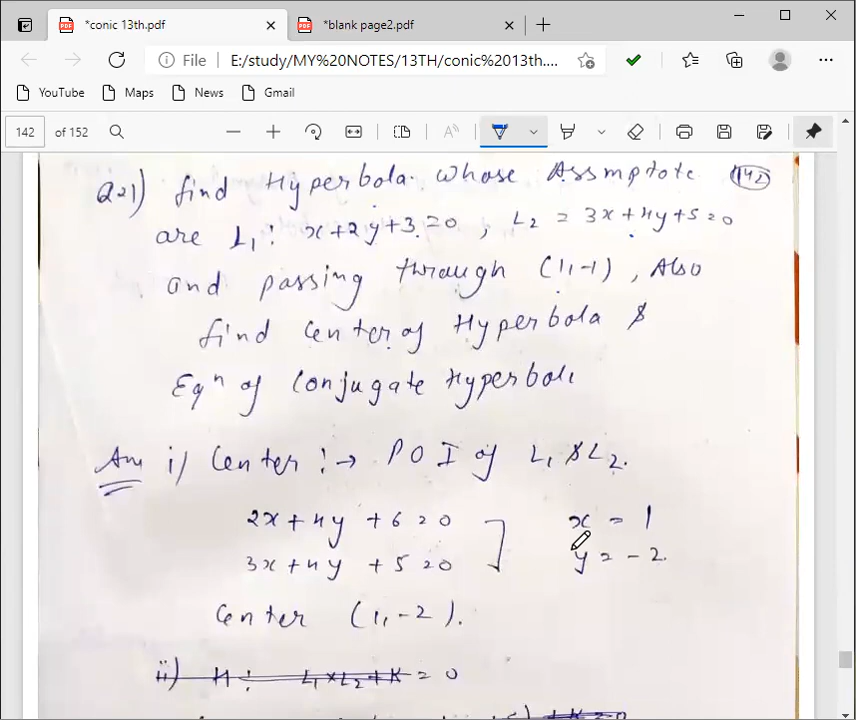 *conic 13th.pdf
*blank page2.pdf
File
E:/study/MY%20NOTES/13TH/conic%2013th....
YouTube
Maps
News
Gmail
142
of 152
Q21) find Hyperbola whose Assmptote 142
are L1: x+2y+3=0, L2 = 3x+4y+5=0
and passing through (1,-1), Also
find center of Hyperbola &
Eqn of Conjugate Hyperbola
Ans i) Center :→ POI of L1 & L2.
2x+4y+6=0
x = 1
3x+4y+5=0
y = -2.
Center (1,-2).
ii) H: L1×L2+K = 0